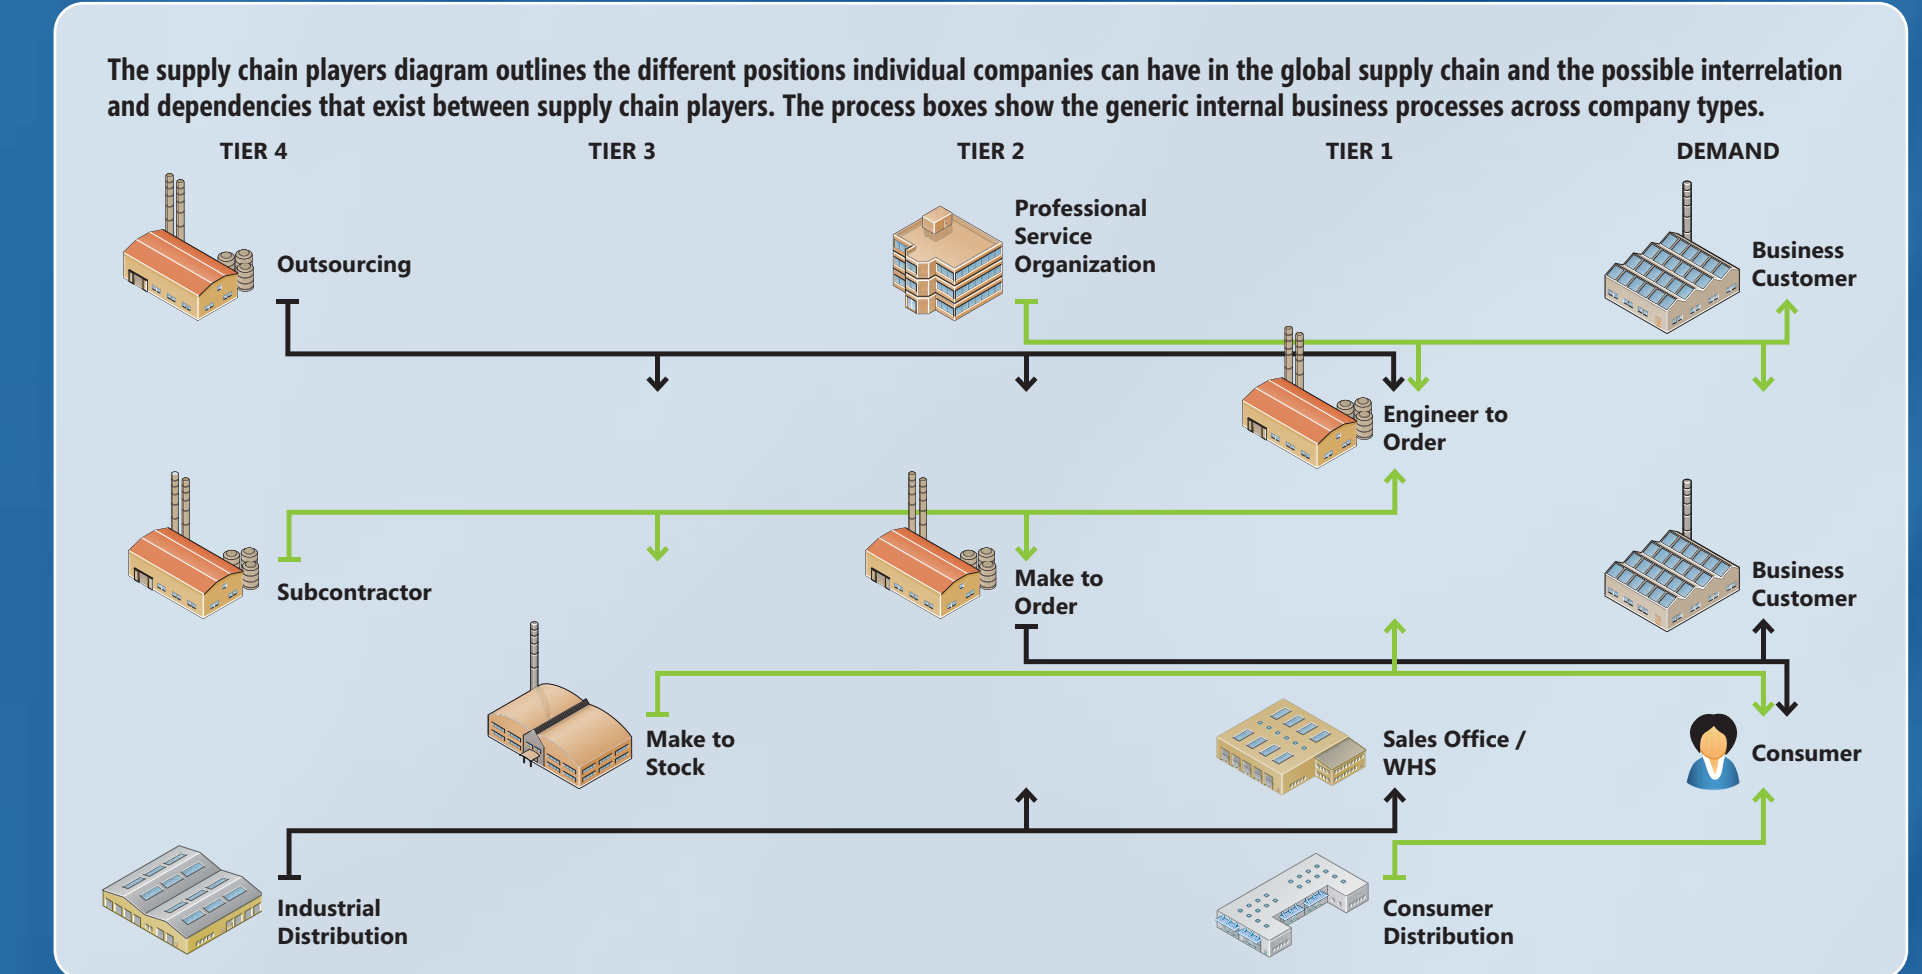 The supply chain players diagram outlines the different positions individual companies can have in the global supply chain and the possible interrelation
and dependencies that exist between supply chain players. The process boxes show the generic internal business processes across company types.
TIER 4
TIER 3
TIER 2
TIER 1
DEMAND
Outsourcing
Professional
Service
Organization
Business
Customer
Engineer to
Order
Subcontractor
Make to
Order
Business
Customer
Make to
Stock
Sales Office /
WHS
Consumer
Industrial
Distribution
Consumer
Distribution